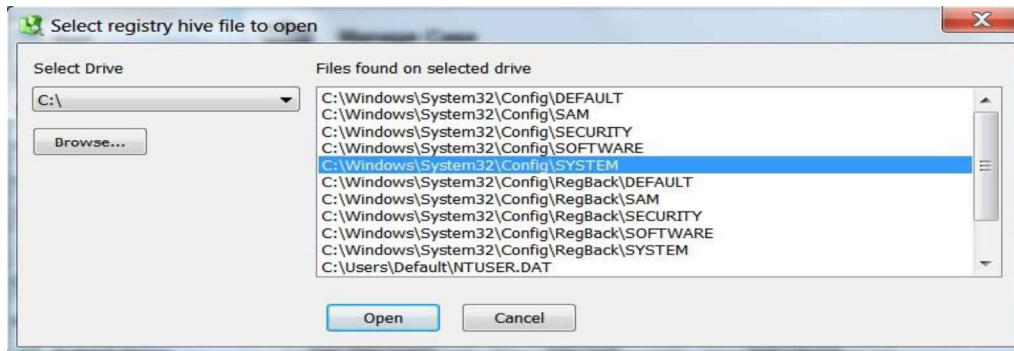 Select registry hive file to open
Select Drive
Files found on selected drive
C:\
Browse...
C:\Windows\System32\Config\DEFAULT
C:\Windows\System32\Config\SAM
C:\Windows\System32\Config\SECURITY
C:\Windows\System32\Config\SOFTWARE
C:\Windows\System32\Config\SYSTEM
C:\Windows\System32\Config\RegBack\DEFAULT
C:\Windows\System32\Config\RegBack\SAM
C:\Windows\System32\Config\RegBack\SECURITY
C:\Windows\System32\Config\RegBack\SOFTWARE
C:\Windows\System32\Config\RegBack\SYSTEM
C:\Users\Default\NTUSER.DAT
Open
Cancel